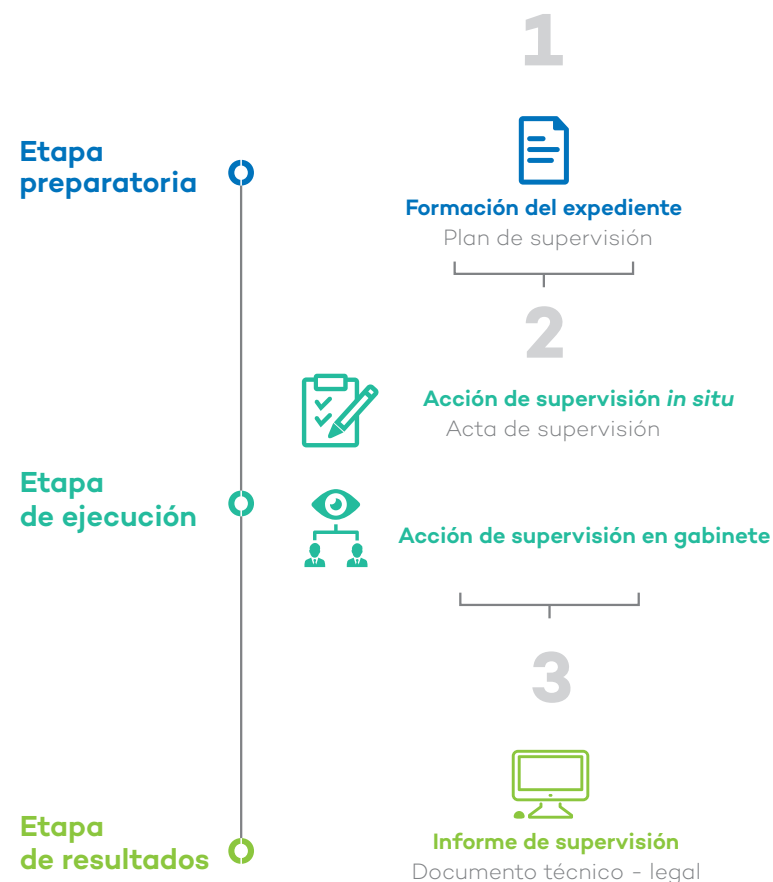 1
Etapa
preparatoria
Formación del expediente
Plan de supervisión
2
Acción de supervisión in situ
Acta de supervisión
Etapa
de ejecución
Acción de supervisión en gabinete
3
Etapa
de resultados
Informe de supervisión
Documento técnico - legal